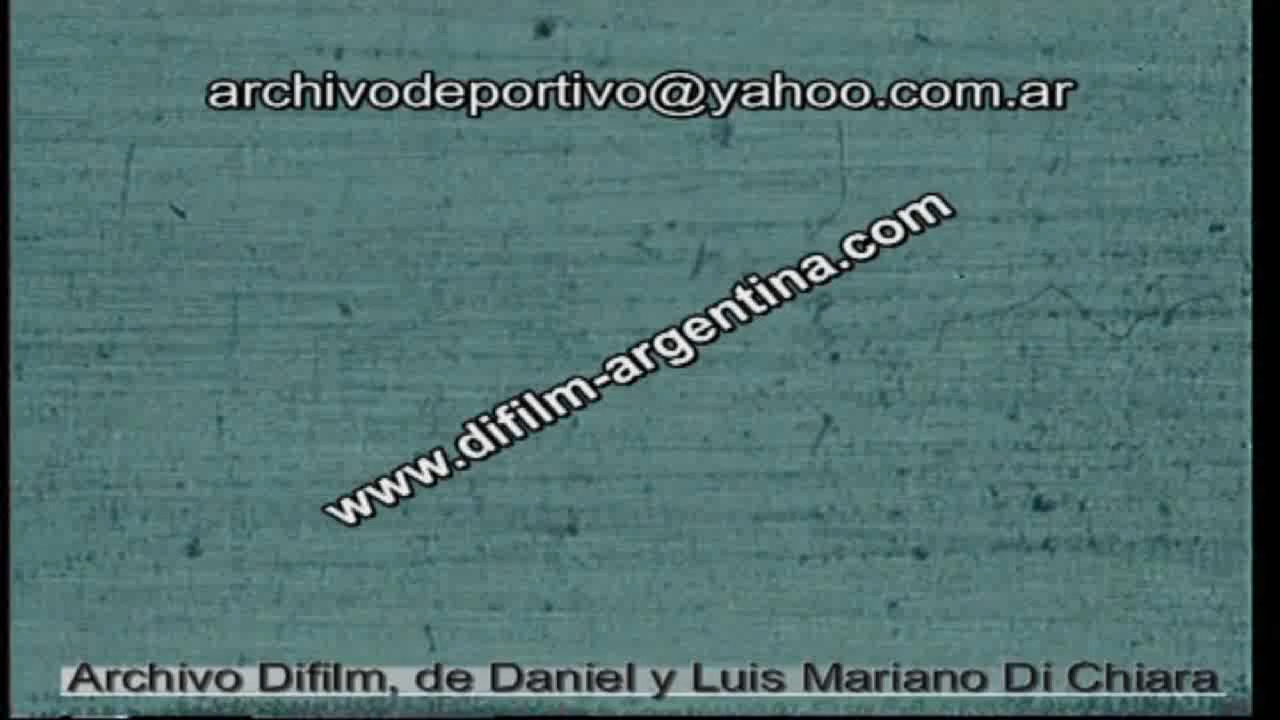 archivodeportivo@yahoo.com.ar
www.difilm-argentina.com
Archivo Difilm, de Daniel y Luis Mariano Di Chiara